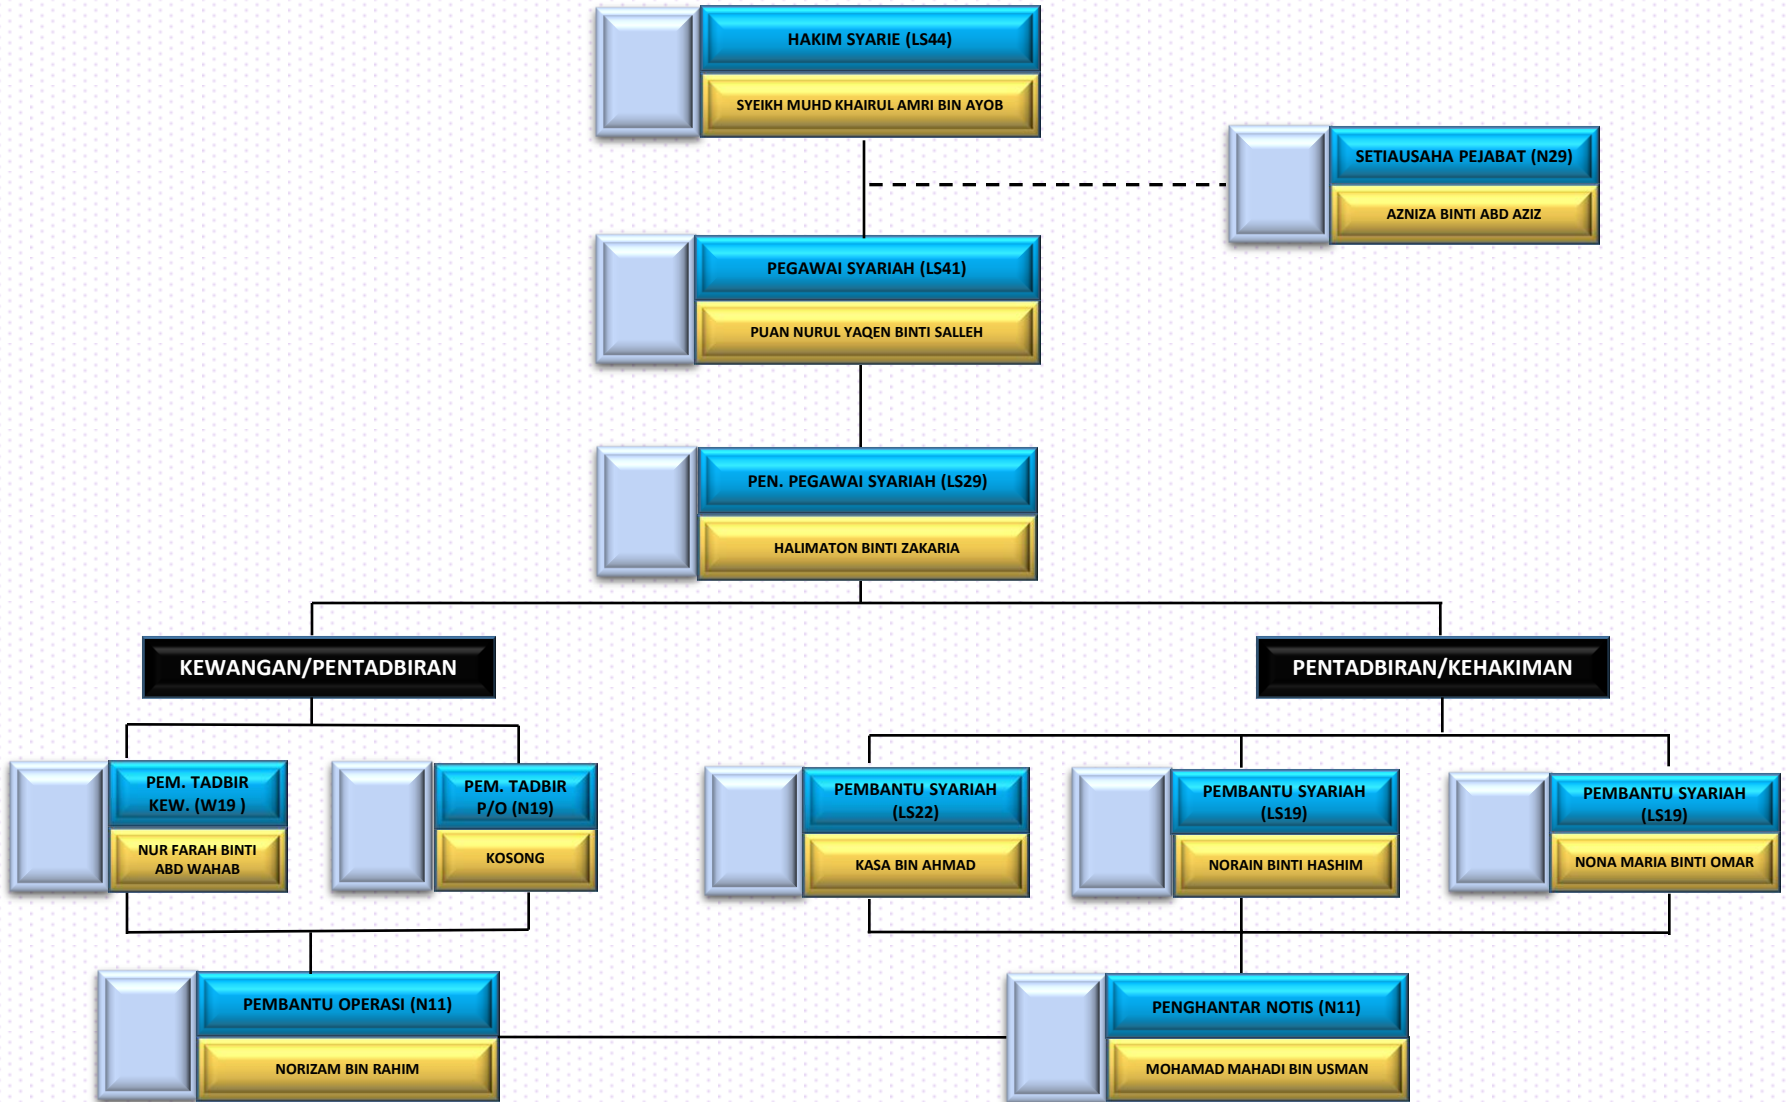 HAKIM SYARIE (LS44)
SYEIKH MUHD KHAIRUL AMRI BIN AYOB
SETIAUSAHA PEJABAT (N29)
AZNIZA BINTI ABD AZIZ
PEGAWAI SYARIAH (LS41)
PUAN NURUL YAQEN BINTI SALLEH
PEN. PEGAWAI SYARIAH (LS29)
HALIMATON BINTI ZAKARIA
KEWANGAN/PENTADBIRAN
PENTADBIRAN/KEHAKIMAN
PEM. TADBIR
KEW. (W19 )
NUR FARAH BINTI
ABD WAHAB
PEM. TADBIR
P/O (N19)
KOSONG
PEMBANTU SYARIAH
(LS22)
KASA BIN AHMAD
PEMBANTU SYARIAH
(LS19)
NORAIN BINTI HASHIM
PEMBANTU SYARIAH
(LS19)
NONA MARIA BINTI OMAR
PEMBANTU OPERASI (N11)
NORIZAM BIN RAHIM
PENGHANTAR NOTIS (N11)
MOHAMAD MAHADI BIN USMAN